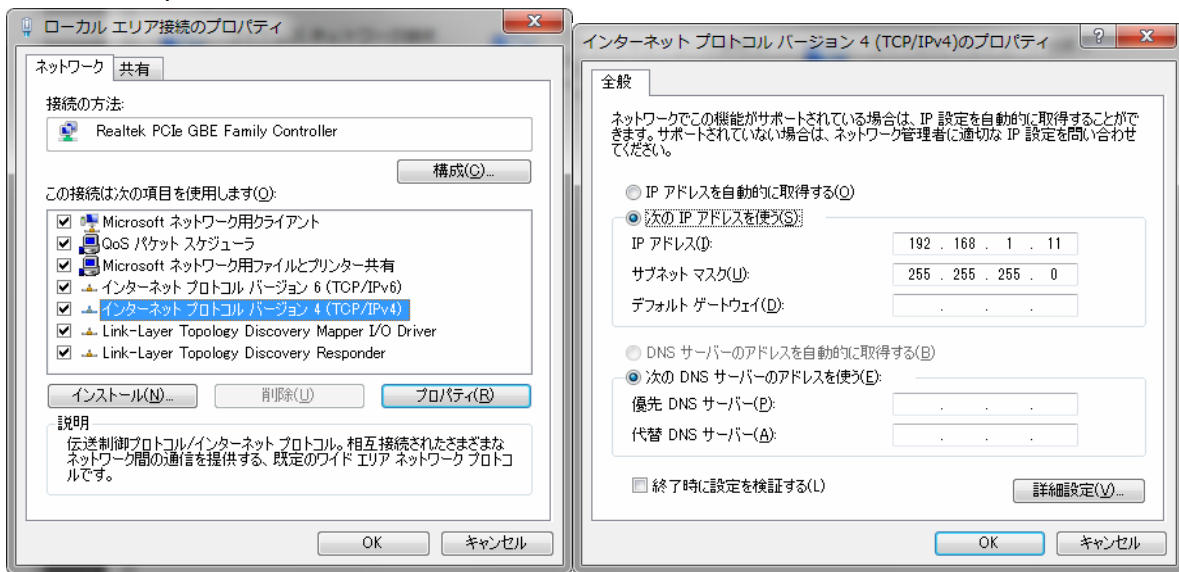 ローカル エリア接続のプロパティ
ネットワーク 共有
接続の方法:
Realtek PCIe GBE Family Controller
構成(C)...
この接続は次の項目を使用します(O):
Microsoft ネットワーク用クライアント
QoS パケット スケジューラ
Microsoft ネットワーク用ファイルとプリンター共有
インターネット プロトコル バージョン 6 (TCP/IPv6)
インターネット プロトコル バージョン 4 (TCP/IPv4)
Link-Layer Topology Discovery Mapper I/O Driver
Link-Layer Topology Discovery Responder
インストール(N)... 削除(U) プロパティ(R)
説明
伝送制御プロトコル/インターネット プロトコル。相互接続されたさまざまな
ネットワーク間の通信を提供する、既定のワイド エリア ネットワーク プロトコ
ルです。
OK キャンセル
インターネット プロトコル バージョン 4 (TCP/IPv4)のプロパティ
全般
ネットワークでこの機能がサポートされている場合は、IP 設定を自動的に取得することがで
きます。サポートされていない場合は、ネットワーク管理者に適切な IP 設定を問い合わせ
てください。
IP アドレスを自動的に取得する(O)
次の IP アドレスを使う(S):
IP アドレス(I): 192 . 168 . 1 . 11
サブネット マスク(U): 255 . 255 . 255 . 0
デフォルト ゲートウェイ(D): . . .
DNS サーバーのアドレスを自動的に取得する(B)
次の DNS サーバーのアドレスを使う(E):
優先 DNS サーバー(P): . . .
代替 DNS サーバー(A): . . .
終了時に設定を検証する(L)
詳細設定(V)...
OK キャンセル